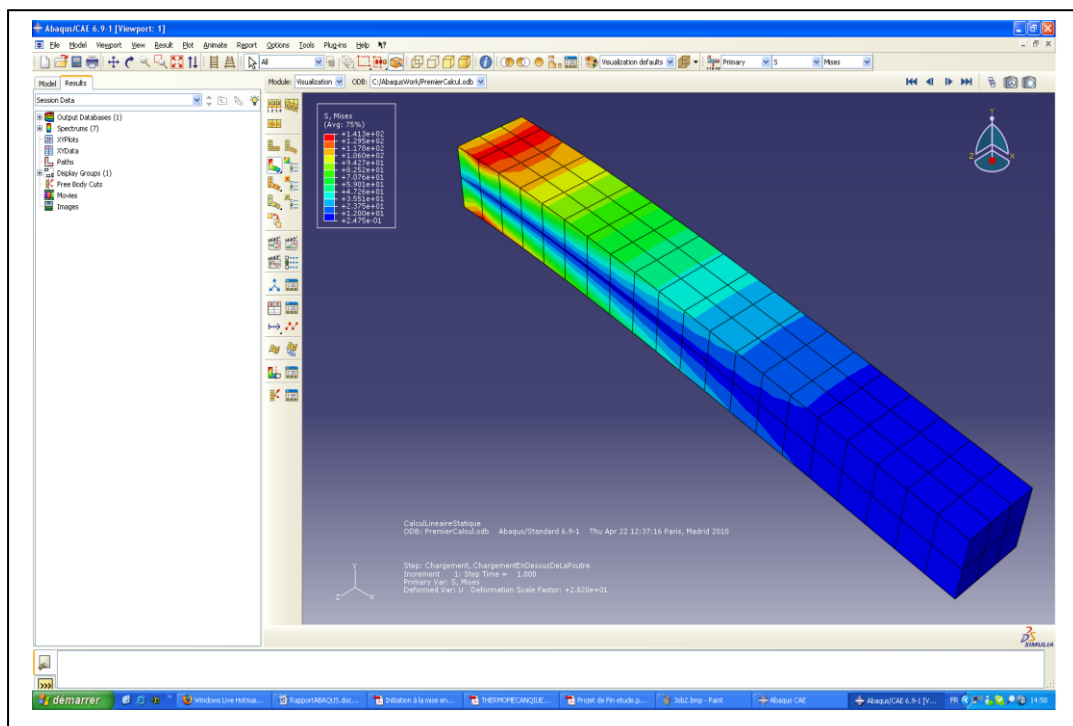 Abaqus/CAE 6.9-1 [Viewport: 1]
File Model Viewport View Result Plot Animate Report Options Tools Plug-ins Help
All Visualization defaults Primary S Mises
Model Results Module: Visualization ODB: C:/AbaqusWork/PremierCalcul.odb
Session Data
Output Databases (1)
Spectrums (7)
XYPlots
XYData
Paths
Display Groups (1)
Free Body Cuts
Movies
Images
S, Mises
(Avg: 75%)
+1.413e+02
+1.295e+02
+1.178e+02
+1.060e+02
+9.427e+01
+8.252e+01
+7.076e+01
+5.901e+01
+4.726e+01
+3.551e+01
+2.375e+01
+1.200e+01
+2.475e-01
Y
Z X
CalculLineaireStatique
ODB: PremierCalcul.odb Abaqus/Standard 6.9-1 Thu Apr 22 12:37:16 Paris, Madrid 2010
Step: Chargement, ChargementEnDessusDeLaPoutre
Increment 1: Step Time = 1.800
Primary Var: S, Mises
Deformed Var: U Deformation Scale Factor: +2.820e+01
Y
Z X
SIMULIA
>>>
démarrer Windows Live Hotmai... RapportABAQUS.doc... Initiation à la mise en... THERMOMECANQIUE... Projet de Fin etude.p... Job2.bmp - Paint Abaqus CAE Abaqus/CAE 6.9-1 [V... FR 14:58